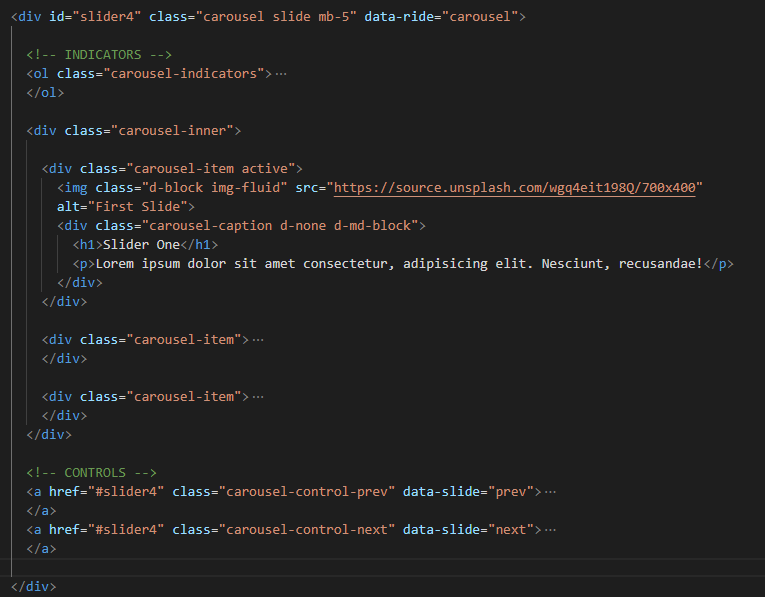 <div id="slider4" class="carousel slide mb-5" data-ride="carousel">
<!-- INDICATORS -->
<ol class="carousel-indicators">···
</ol>
<div class="carousel-inner">
<div class="carousel-item active">
<img class="d-block img-fluid" src="https://source.unsplash.com/wgq4eit198Q/700x400"
alt="First Slide">
<div class="carousel-caption d-none d-md-block">
<h1>Slider One</h1>
<p>Lorem ipsum dolor sit amet consectetur, adipisicing elit. Nesciunt, recusandae!</p>
</div>
</div>
<div class="carousel-item">···
</div>
<div class="carousel-item">···
</div>
</div>
<!-- CONTROLS -->
<a href="#slider4" class="carousel-control-prev" data-slide="prev">···
</a>
<a href="#slider4" class="carousel-control-next" data-slide="next">···
</a>
</div>